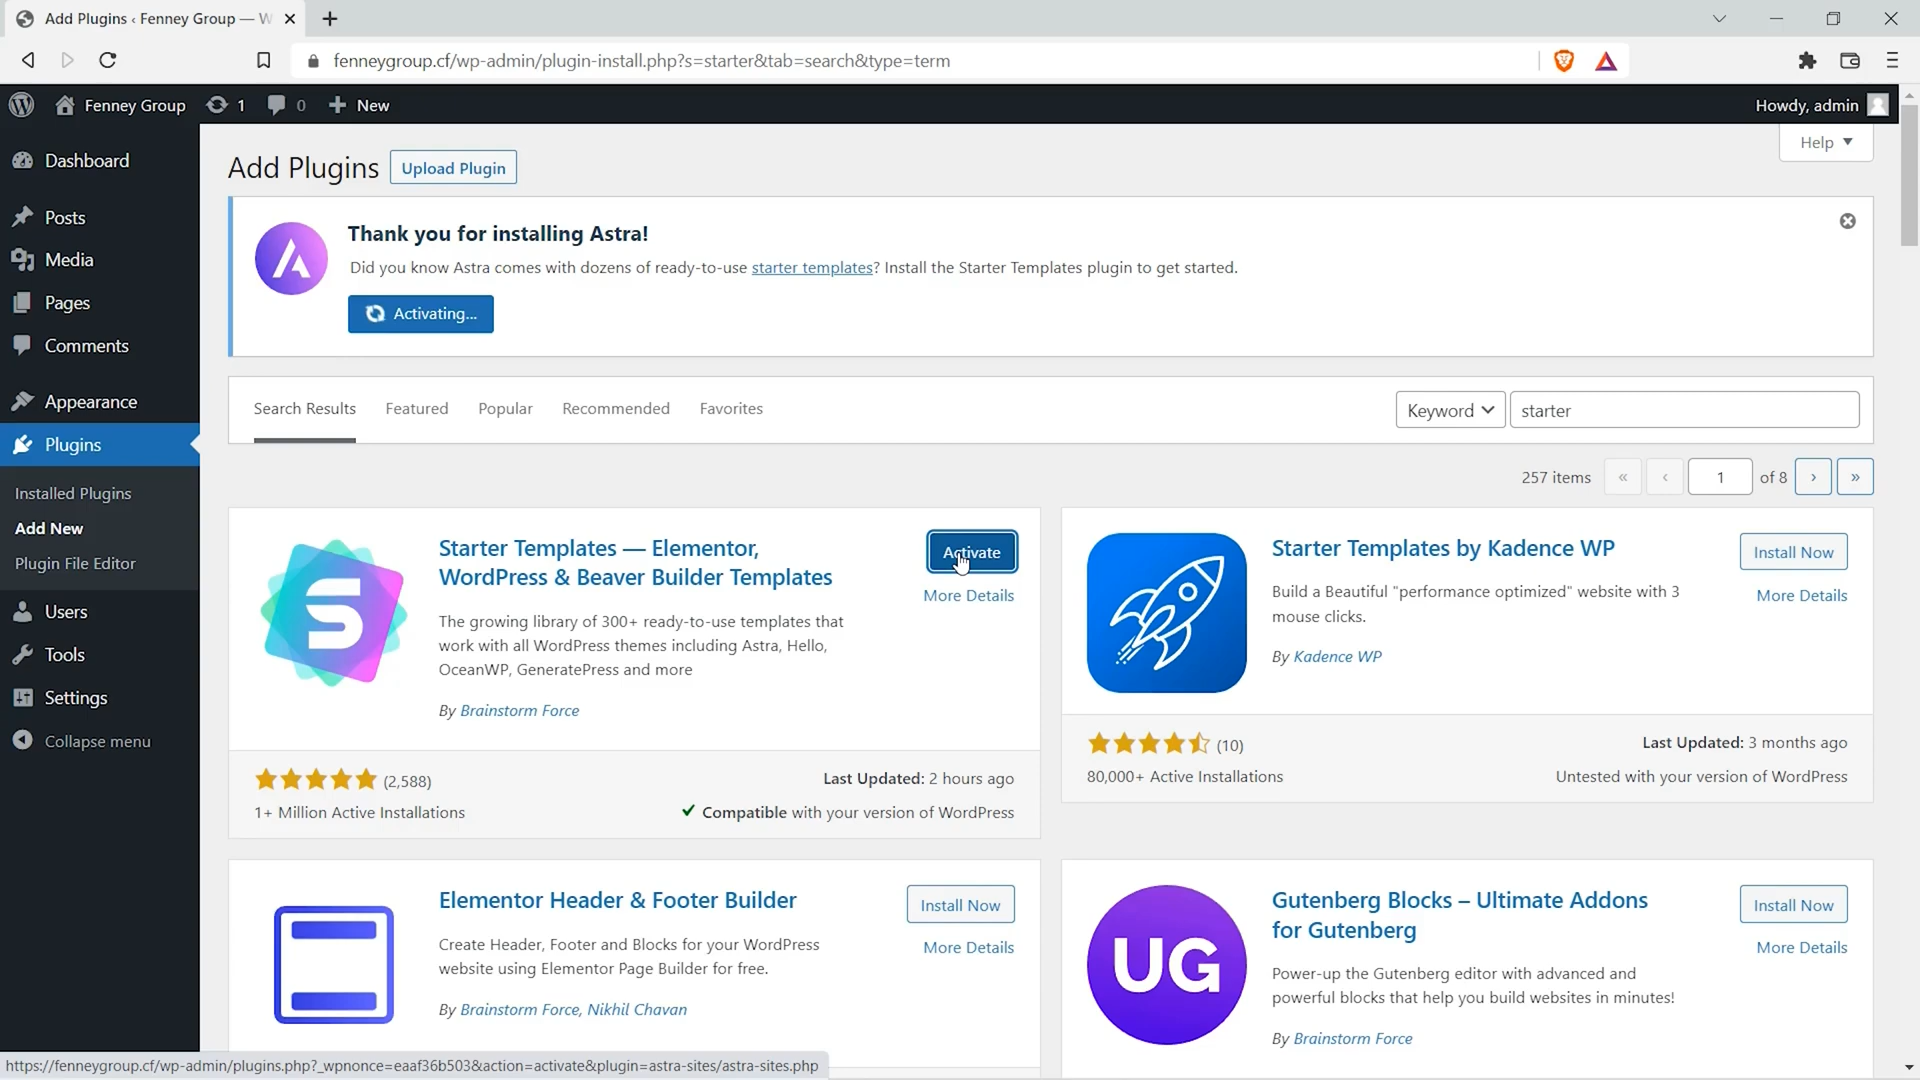 Add Plugins ‹ Fenney Group — W
fenneygroup.cf/wp-admin/plugin-install.php?s=starter&tab=search&type=term
Fenney Group
1
0
New
Howdy, admin
Help
Dashboard
Posts
Media
Pages
Comments
Appearance
Plugins
Installed Plugins
Add New
Plugin File Editor
Users
Tools
Settings
Collapse menu
Add Plugins
Upload Plugin
Thank you for installing Astra!
Did you know Astra comes with dozens of ready-to-use starter templates? Install the Starter Templates plugin to get started.
Activating...
Search Results
Featured
Popular
Recommended
Favorites
Keyword
starter
257 items
«
‹
1
of 8
›
»
S
Starter Templates — Elementor,
WordPress & Beaver Builder Templates
Activate
More Details
The growing library of 300+ ready-to-use templates that
work with all WordPress themes including Astra, Hello,
OceanWP, GeneratePress and more
By Brainstorm Force
(2,588)
1+ Million Active Installations
Last Updated: 2 hours ago
Compatible with your version of WordPress
Starter Templates by Kadence WP
Install Now
More Details
Build a Beautiful "performance optimized" website with 3
mouse clicks.
By Kadence WP
(10)
80,000+ Active Installations
Last Updated: 3 months ago
Untested with your version of WordPress
Elementor Header & Footer Builder
Install Now
More Details
Create Header, Footer and Blocks for your WordPress
website using Elementor Page Builder for free.
By Brainstorm Force, Nikhil Chavan
UG
Gutenberg Blocks – Ultimate Addons
for Gutenberg
Install Now
More Details
Power-up the Gutenberg editor with advanced and
powerful blocks that help you build websites in minutes!
By Brainstorm Force
https://fenneygroup.cf/wp-admin/plugins.php?_wpnonce=eaaf36b503&action=activate&plugin=astra-sites/astra-sites.php